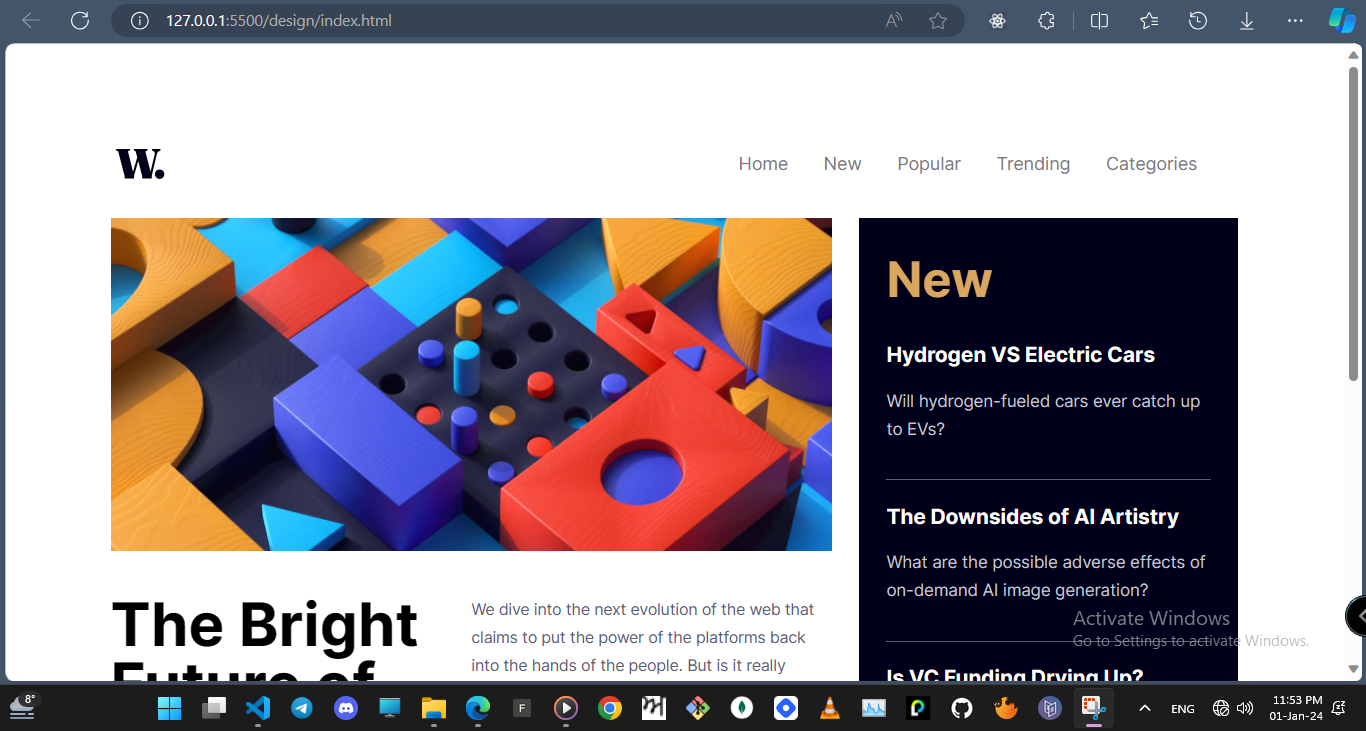 127.0.0.1:5500/design/index.html
W.
Home New Popular Trending Categories
New
Hydrogen VS Electric Cars
Will hydrogen-fueled cars ever catch up
to EVs?
The Downsides of AI Artistry
What are the possible adverse effects of
on-demand AI image generation?
Is VC Funding Drying Up?
The Bright
Future of
We dive into the next evolution of the web that
claims to put the power of the platforms back
into the hands of the people. But is it really
Activate Windows
Go to Settings to activate Windows.
8°
F
ENG
11:53 PM
01-Jan-24